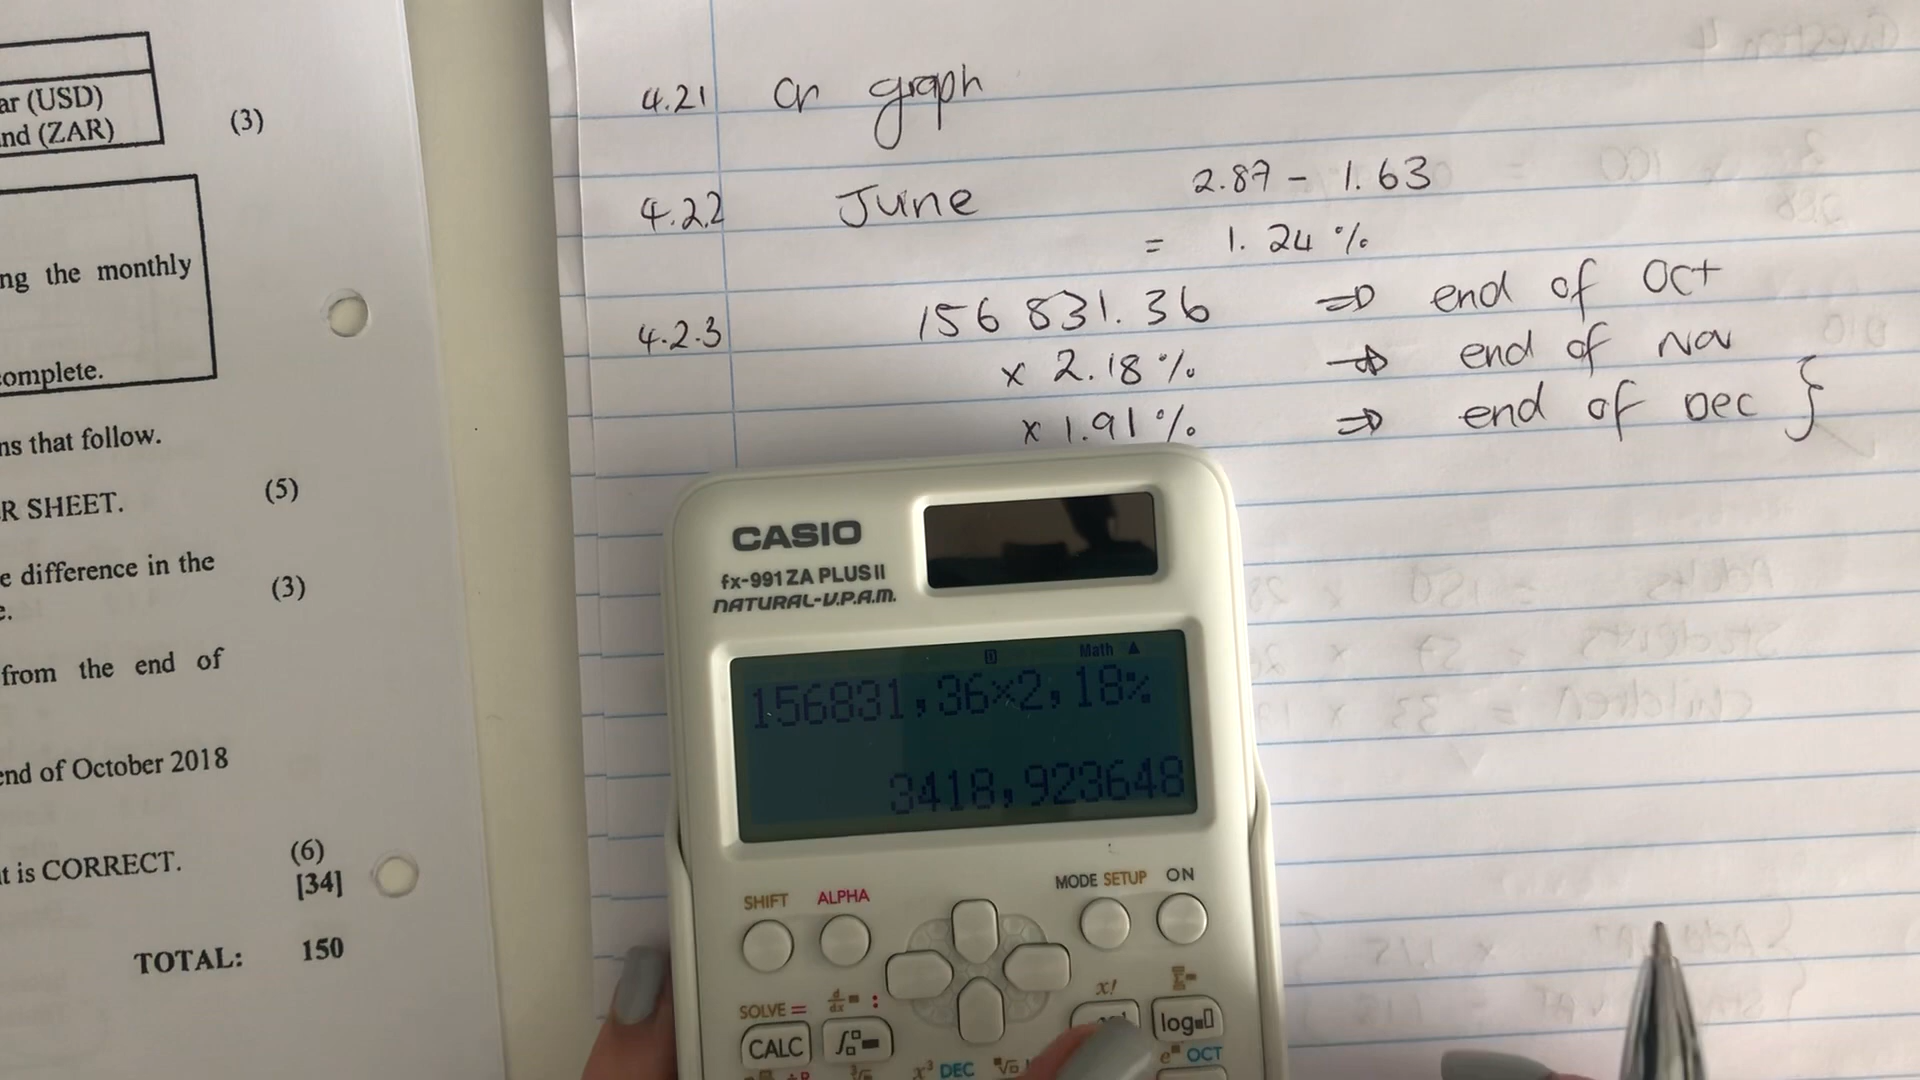 ar (USD)
nd (ZAR)
(3)
ng the monthly
omplete.
ns that follow.
R SHEET.
(5)
e difference in the
(3)
from the end of
end of October 2018
t is CORRECT.
(6)
[34]
TOTAL: 150
4.21 on graph
4.2.2 June 2.87 - 1.63
= 1.24 %
4.2.3 156 831.36 ⇒ end of Oct
x 2.18 % ⇒ end of Nov
x 1.91 % ⇒ end of Dec }
CASIO
fx-991ZA PLUS II
NATURAL-V.P.A.M.
Math ▲
156831,36×2,18%
3418,923648
SHIFT ALPHA MODE SETUP ON
SOLVE = d/dx :
x!
CALC
log
x³ DEC
OCT